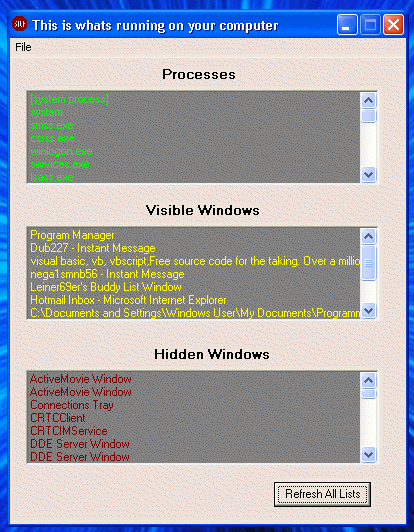 This is whats running on your computer
File
Processes
[system process]
system
smss.exe
csrss.exe
winlogon.exe
services.exe
lsass.exe
Visible Windows
Program Manager
Dub227 - Instant Message
visual basic, vb, vbscript,Free source code for the taking. Over a millio
nega1smnb56 - Instant Message
Leiner69er's Buddy List Window
Hotmail Inbox - Microsoft Internet Explorer
C:\Documents and Settings\Windows User\My Documents\Programm
Hidden Windows
ActiveMovie Window
ActiveMovie Window
Connections Tray
CRTCClient
CRTCIMService
DDE Server Window
DDE Server Window
Refresh All Lists